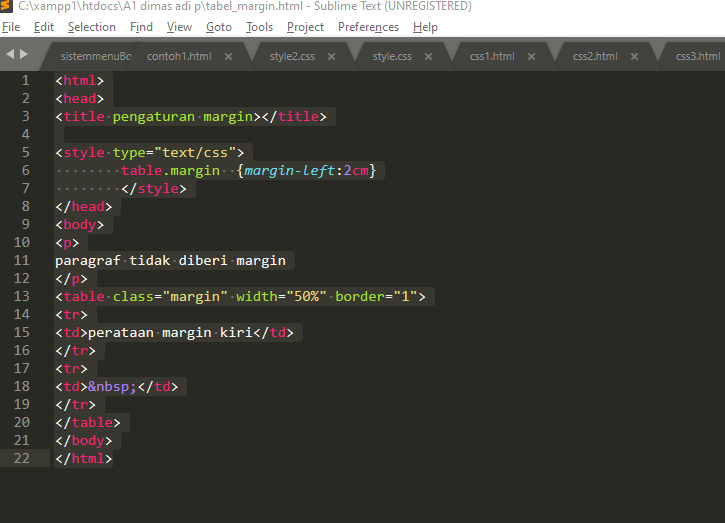 C:\xampp1\htdocs\A1 dimas adi p\tabel_margin.html - Sublime Text (UNREGISTERED)
File Edit Selection Find View Goto Tools Project Preferences Help
sistemmenuBo contoh1.html style2.css style.css css1.html css2.html css3.html
1 <html>
2 <head>
3 <title pengaturan margin></title>
4
5 <style type="text/css">
6 table.margin {margin-left:2cm}
7 </style>
8 </head>
9 <body>
10 <p>
11 paragraf tidak diberi margin
12 </p>
13 <table class="margin" width="50%" border="1">
14 <tr>
15 <td>perataan margin kiri</td>
16 </tr>
17 <tr>
18 <td>&nbsp;</td>
19 </tr>
20 </table>
21 </body>
22 </html>